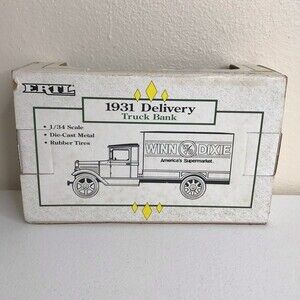 ERTL
1931 Delivery
Truck Bank
• 1/34 Scale
• Die-Cast Metal
• Rubber Tires
WINN DIXIE
America's Supermarket